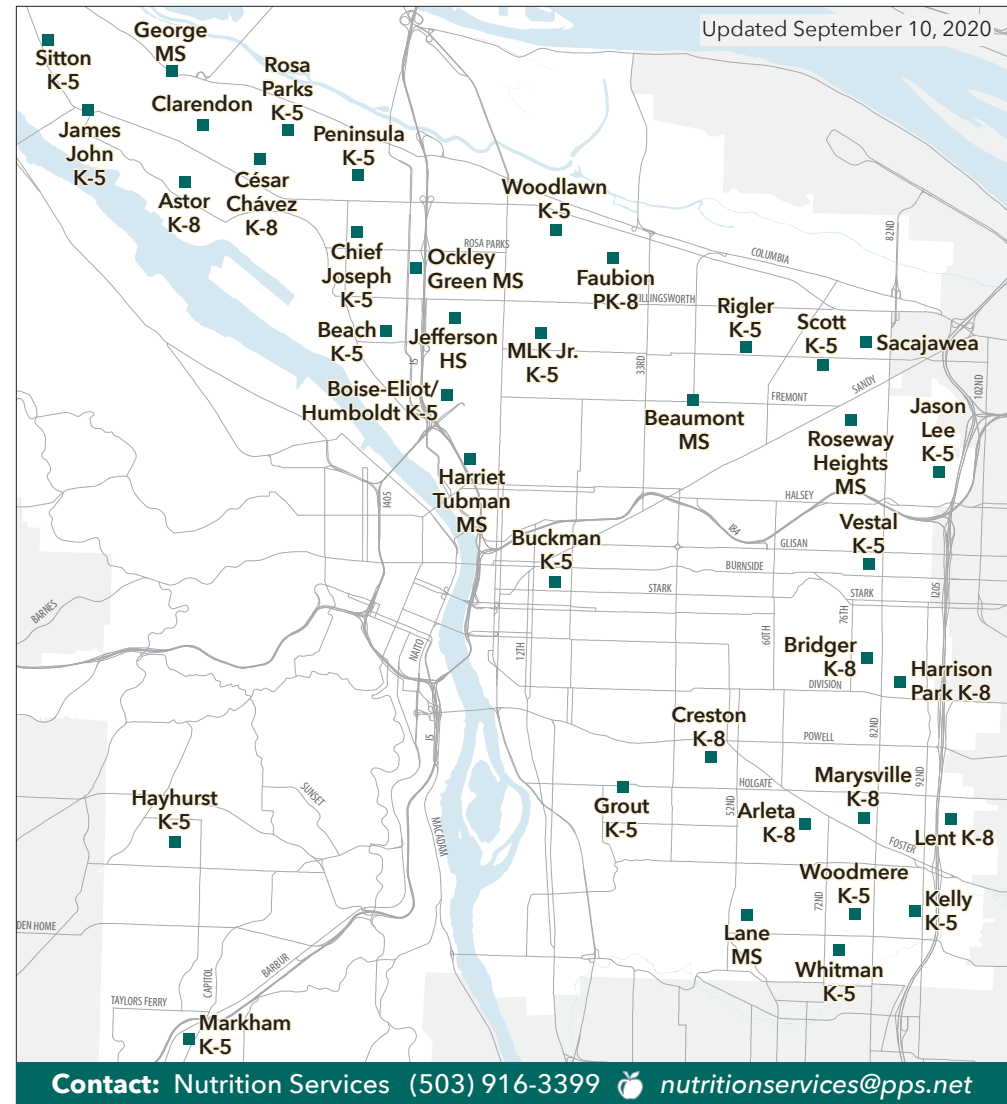 Updated September 10, 2020
Sitton
K-5
George
MS
Clarendon
Rosa
Parks
K-5
James
John
K-5
Peninsula
K-5
Astor
K-8
César
Chávez
K-8
Woodlawn
K-5
82ND
ROSA PARKS
COLUMBIA
Chief
Joseph
K-5
Ockley
Green MS
Faubion
PK-8
KILLINGSWORTH
Rigler
K-5
Scott
K-5
Sacajawea
Beach
K-5
Jefferson
HS
MLK Jr.
K-5
I5
33RD
SANDY
102ND
Boise-Eliot/
Humboldt K-5
FREMONT
Beaumont
MS
Roseway
Heights
MS
Jason
Lee
K-5
Harriet
Tubman
MS
I405
HALSEY
I84
Buckman
K-5
GLISAN
Vestal
K-5
BURNSIDE
STARK
STARK
I205
BARNES
NAITO
12TH
60TH
76TH
Bridger
K-8
DIVISION
Harrison
Park K-8
Creston
K-8
I5
POWELL
82ND
92ND
HOLGATE
Marysville
K-8
SUNSET
Hayhurst
K-5
MACADAM
Grout
K-5
52ND
Arleta
K-8
FOSTER
Lent K-8
Woodmere
K-5
72ND
Kelly
K-5
DEN HOME
Lane
MS
Whitman
K-5
CAPITOL
BARBUR
TAYLORS FERRY
Markham
K-5
Contact: Nutrition Services (503) 916-3399 nutritionservices@pps.net